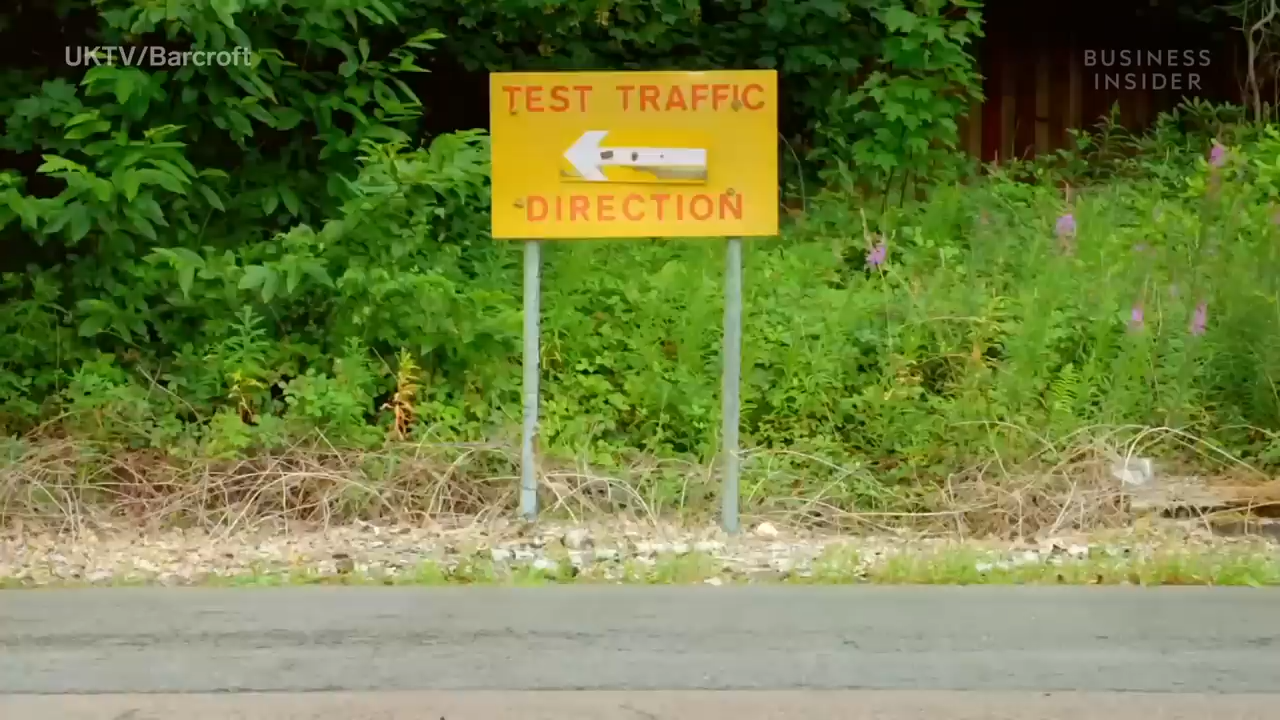 UKTV/Barcroft
BUSINESS
INSIDER
TEST TRAFFIC
DIRECTION